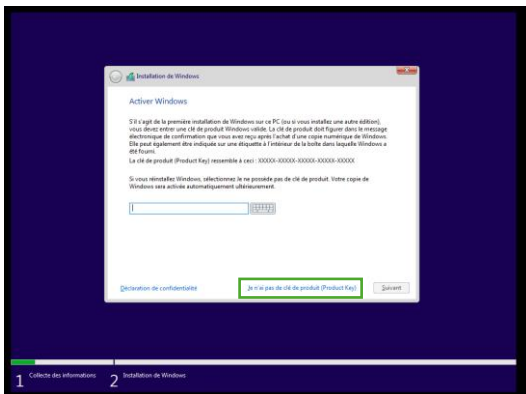 Installation de Windows
Activer Windows
S'il s'agit de la première installation de Windows sur ce PC (ou si vous installez une autre édition),
vous devez entrer une clé de produit Windows valide. La clé de produit doit figurer dans le message
électronique de confirmation que vous avez reçu après l'achat d'une copie numérique de Windows.
Elle peut également être indiquée sur une étiquette à l'intérieur de la boîte dans laquelle Windows a
été fourni.
La clé de produit (Product Key) ressemble à ceci : XXXXX-XXXXX-XXXXX-XXXXX-XXXXX
Si vous réinstallez Windows, sélectionnez Je ne possède pas de clé de produit. Votre copie de
Windows sera activée automatiquement ultérieurement.
Déclaration de confidentialité
Je n'ai pas de clé de produit (Product Key)
Suivant
1 Collecte des informations
2 Installation de Windows